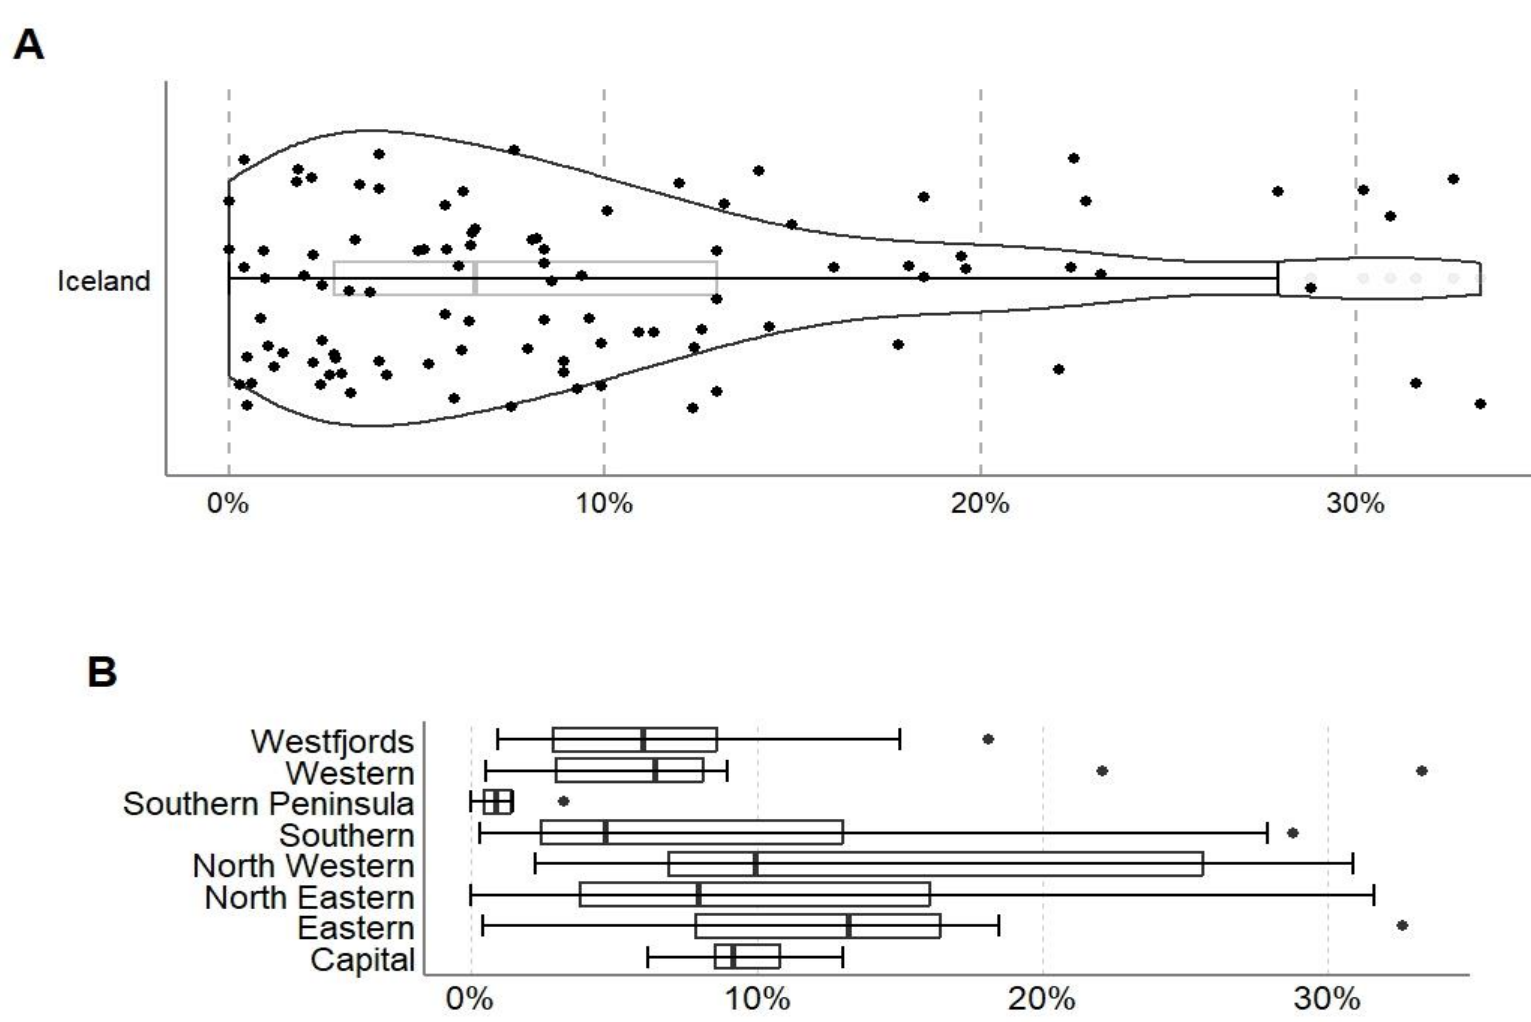 A
Iceland
0% 10% 20% 30%
B
Westfjords
Western
Southern Peninsula
Southern
North Western
North Eastern
Eastern
Capital
0% 10% 20% 30%